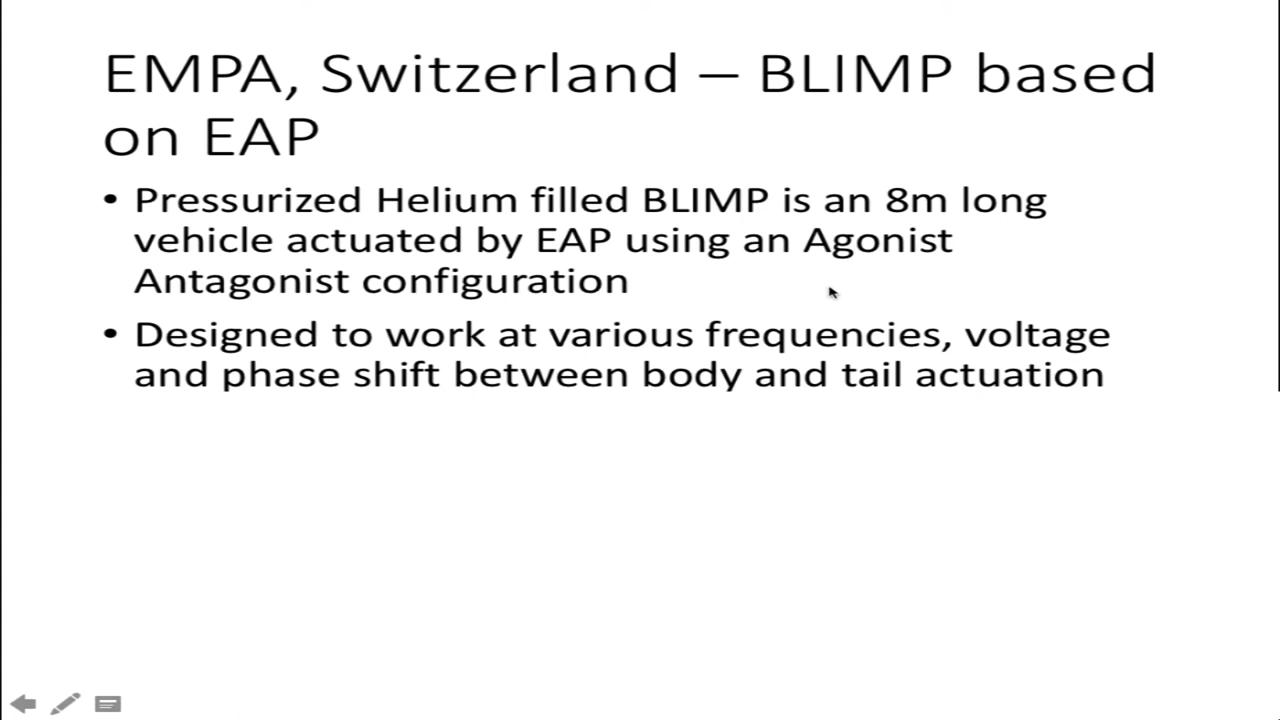 EMPA, Switzerland – BLIMP based
on EAP
• Pressurized Helium filled BLIMP is an 8m long
vehicle actuated by EAP using an Agonist
Antagonist configuration
• Designed to work at various frequencies, voltage
and phase shift between body and tail actuation